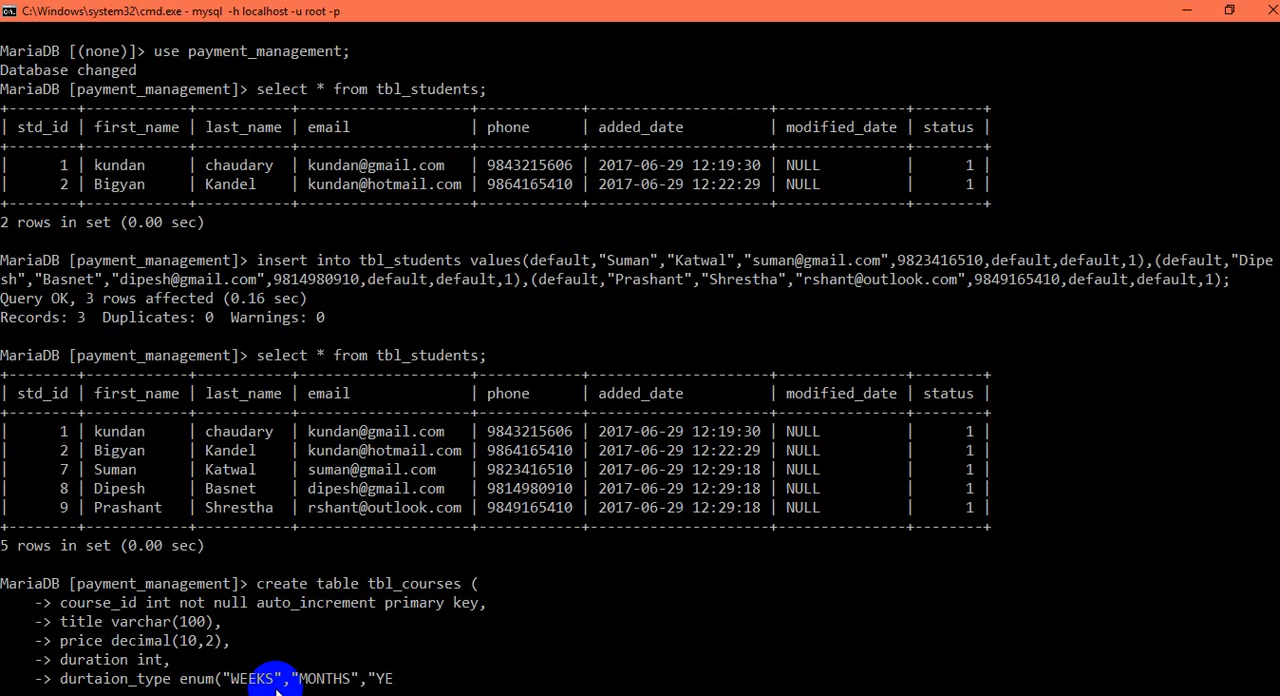 C:\Windows\system32\cmd.exe - mysql -h localhost -u root -p
MariaDB [(none)]> use payment_management;
Database changed
MariaDB [payment_management]> select * from tbl_students;
+--------+------------+-----------+--------------------+------------+---------------------+---------------+--------+
| std_id | first_name | last_name | email              | phone      | added_date          | modified_date | status |
+--------+------------+-----------+--------------------+------------+---------------------+---------------+--------+
|      1 | kundan     | chaudary  | kundan@gmail.com   | 9843215606 | 2017-06-29 12:19:30 | NULL          |      1 |
|      2 | Bigyan     | Kandel    | kundan@hotmail.com | 9864165410 | 2017-06-29 12:22:29 | NULL          |      1 |
+--------+------------+-----------+--------------------+------------+---------------------+---------------+--------+
2 rows in set (0.00 sec)
MariaDB [payment_management]> insert into tbl_students values(default,"Suman","Katwal","suman@gmail.com",9823416510,default,default,1),(default,"Dipe
sh","Basnet","dipesh@gmail.com",9814980910,default,default,1),(default,"Prashant","Shrestha","rshant@outlook.com",9849165410,default,default,1);
Query OK, 3 rows affected (0.16 sec)
Records: 3  Duplicates: 0  Warnings: 0
MariaDB [payment_management]> select * from tbl_students;
+--------+------------+-----------+--------------------+------------+---------------------+---------------+--------+
| std_id | first_name | last_name | email              | phone      | added_date          | modified_date | status |
+--------+------------+-----------+--------------------+------------+---------------------+---------------+--------+
|      1 | kundan     | chaudary  | kundan@gmail.com   | 9843215606 | 2017-06-29 12:19:30 | NULL          |      1 |
|      2 | Bigyan     | Kandel    | kundan@hotmail.com | 9864165410 | 2017-06-29 12:22:29 | NULL          |      1 |
|      7 | Suman      | Katwal    | suman@gmail.com    | 9823416510 | 2017-06-29 12:29:18 | NULL          |      1 |
|      8 | Dipesh     | Basnet    | dipesh@gmail.com   | 9814980910 | 2017-06-29 12:29:18 | NULL          |      1 |
|      9 | Prashant   | Shrestha  | rshant@outlook.com | 9849165410 | 2017-06-29 12:29:18 | NULL          |      1 |
+--------+------------+-----------+--------------------+------------+---------------------+---------------+--------+
5 rows in set (0.00 sec)
MariaDB [payment_management]> create table tbl_courses (
    -> course_id int not null auto_increment primary key,
    -> title varchar(100),
    -> price decimal(10,2),
    -> duration int,
    -> durtaion_type enum("WEEKS","MONTHS","YE